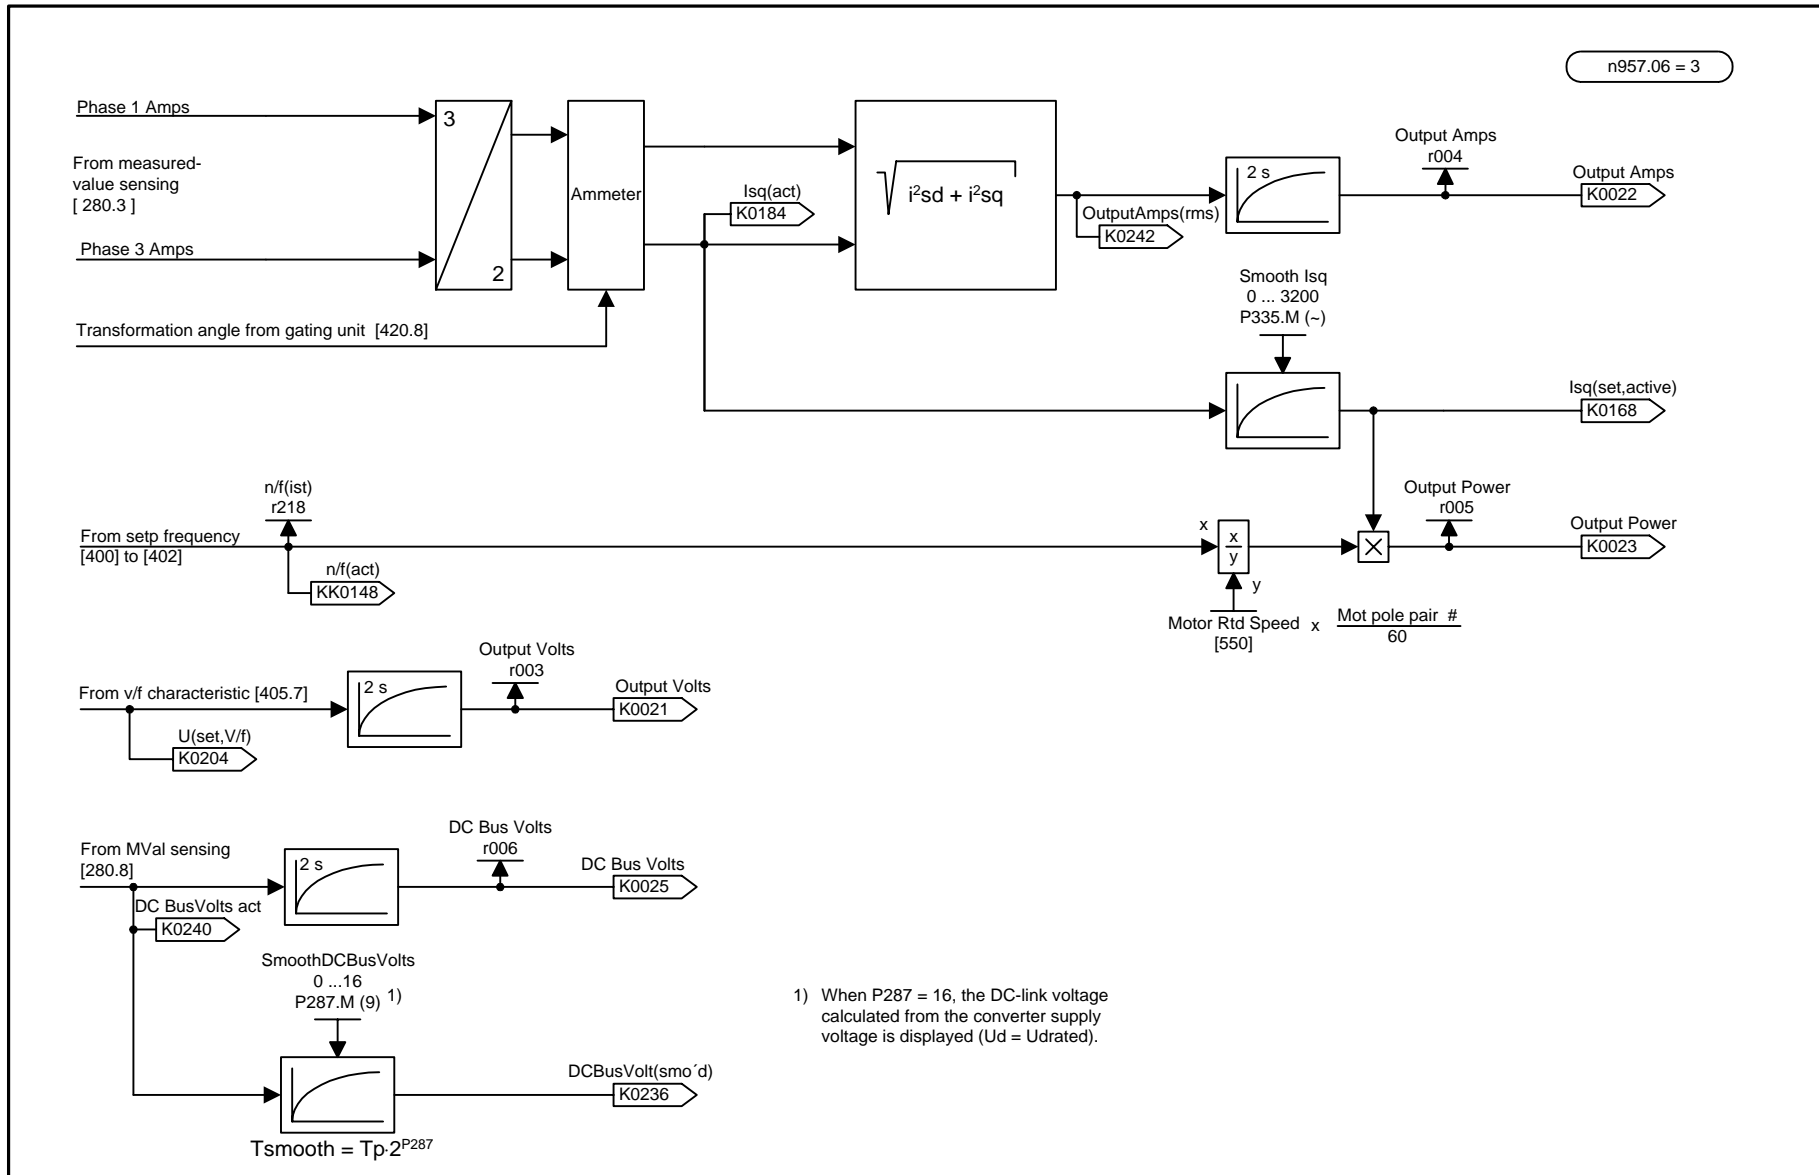 n957.06 = 3
Phase 1 Amps
From measured-
value sensing
[ 280.3 ]
Phase 3 Amps
3
2
Ammeter
Transformation angle from gating unit [420.8]
Isq(act)
K0184
√ i²sd + i²sq
OutputAmps(rms)
K0242
2 s
Output Amps
r004
Output Amps
K0022
Smooth Isq
0 ... 3200
P335.M (~)
Isq(set,active)
K0168
n/f(ist)
r218
From setp frequency
[400] to [402]
n/f(act)
KK0148
x
x
y
y
Motor Rtd Speed x Mot pole pair #
[550]
60
Output Power
r005
Output Power
K0023
From v/f characteristic [405.7]
U(set,V/f)
K0204
2 s
Output Volts
r003
Output Volts
K0021
From MVal sensing
[280.8]
DC BusVolts act
K0240
2 s
DC Bus Volts
r006
DC Bus Volts
K0025
SmoothDCBusVolts
0 ...16
P287.M (9) 1)
DCBusVolt(smo´d)
K0236
Tsmooth = Tp·2^P287
1) When P287 = 16, the DC-link voltage
calculated from the converter supply
voltage is displayed (Ud = Udrated).